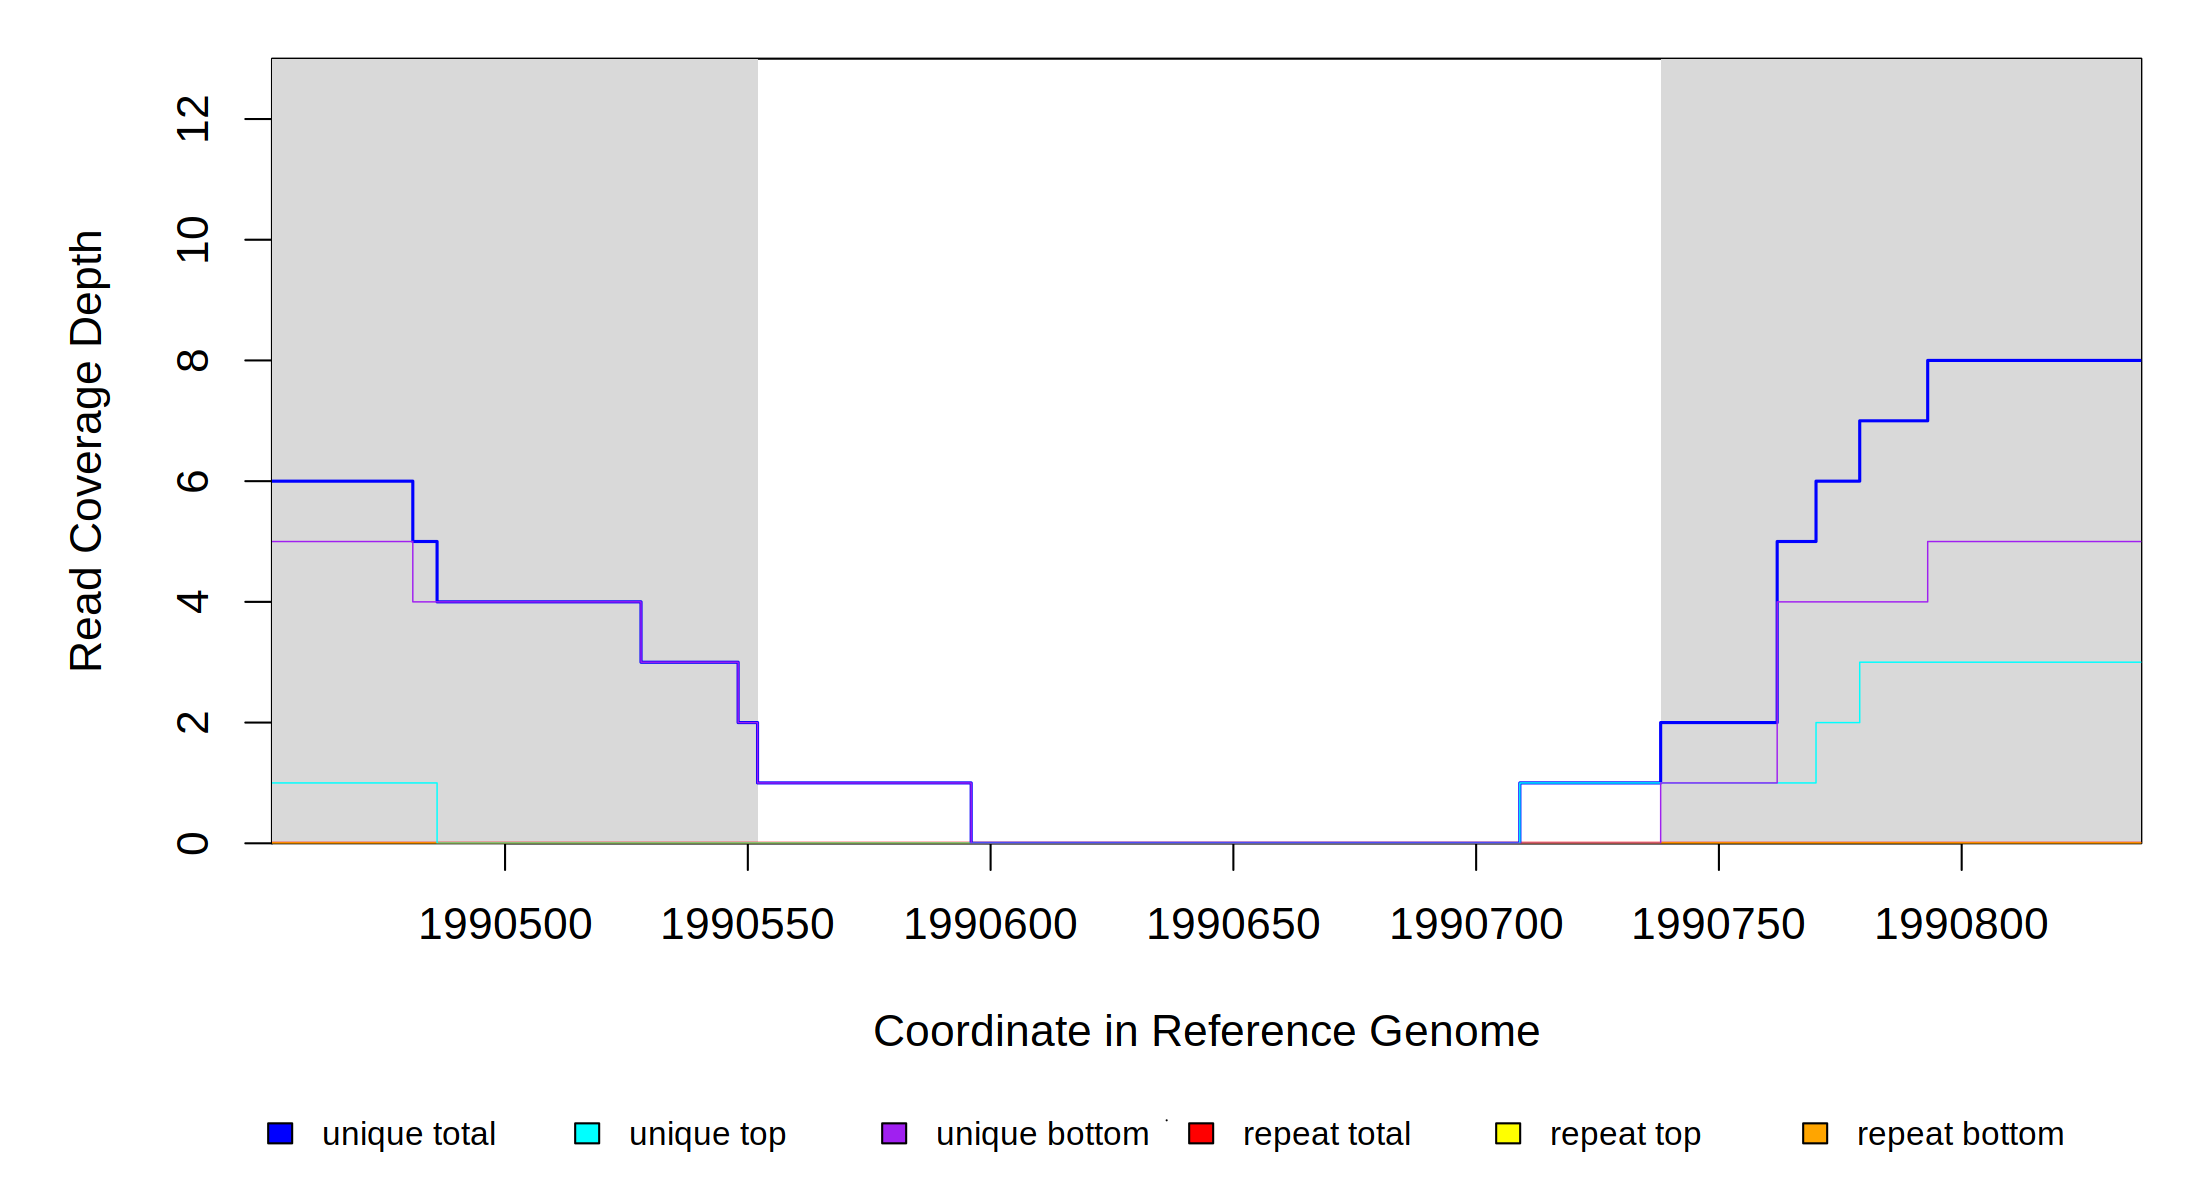 12
10
8
6
4
2
0
Read Coverage Depth
1990500 1990550 1990600 1990650 1990700 1990750 1990800
Coordinate in Reference Genome
unique total unique top unique bottom repeat total repeat top repeat bottom